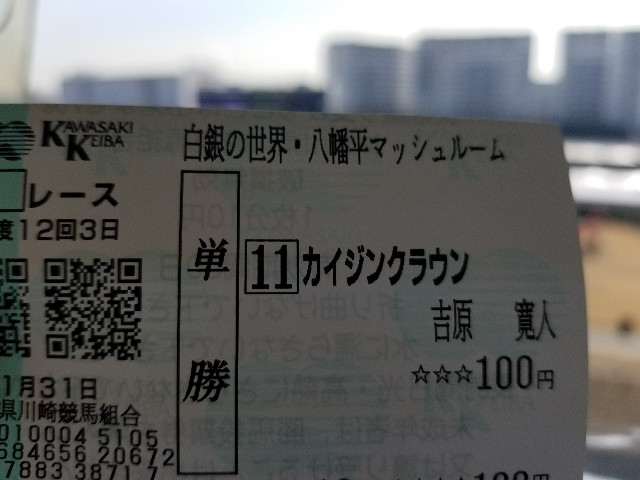 KAWASAKI KEIBA
白銀の世界・八幡平マッシュルーム
レース
度12回3日
単勝
11 カイジンクラウン
吉原 寛人
☆☆☆100円
1月31日
県川崎競馬組合
010004 5105
684656 20672
7883 3871 7